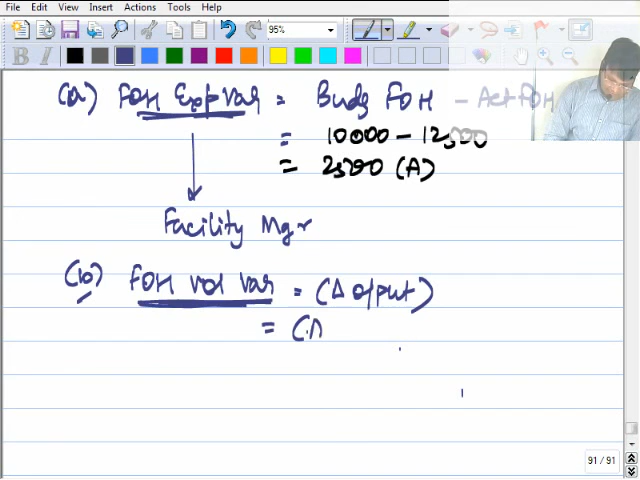 File Edit View Insert Actions Tools Help
95%
(a) FOH Exp Var = Budg FOH - Act FOH
= 10000 - 12500
= 2500 (A)
Facility Mgr
(b) FOH vol var = (Δ o/put)
= (
91 / 91